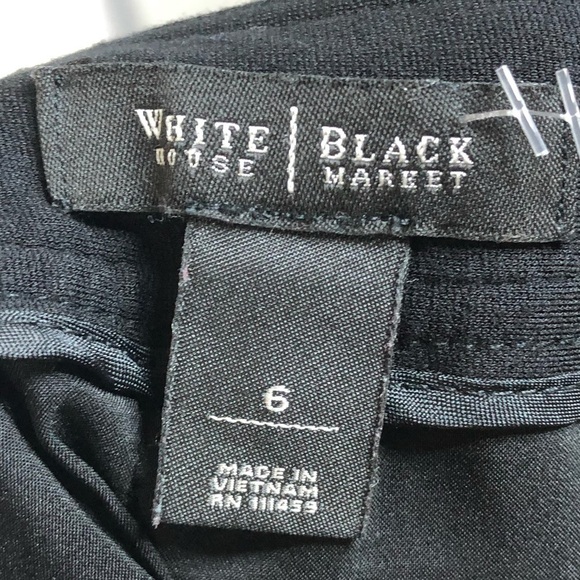 WHITE | BLACK
HOUSE | MARKET
6
MADE IN
VIETNAM
RN 111459